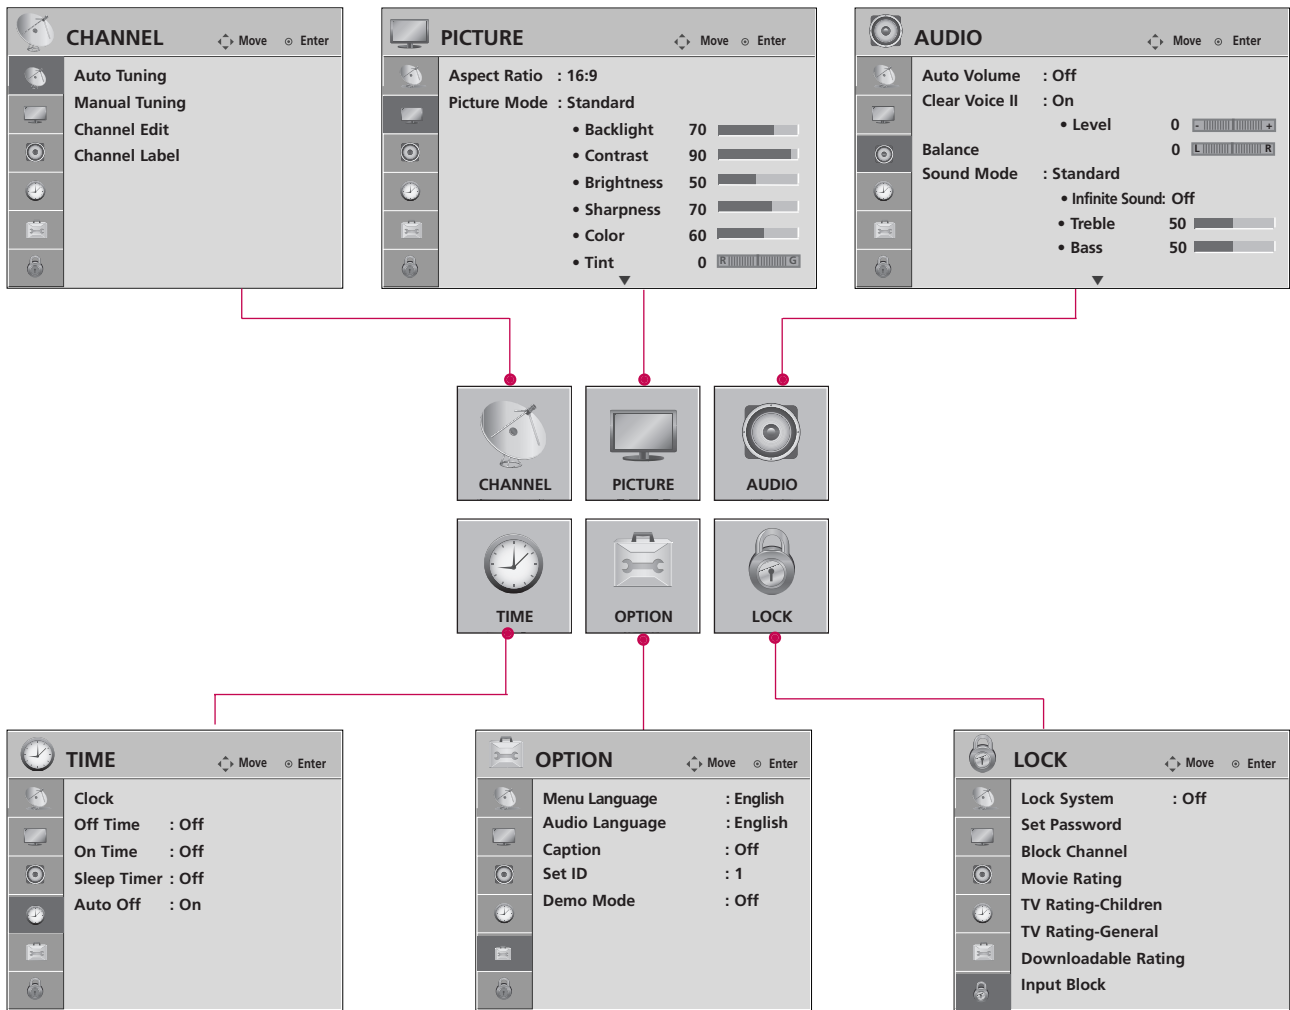 CHANNEL Move Enter
Auto Tuning
Manual Tuning
Channel Edit
Channel Label
PICTURE Move Enter
Aspect Ratio : 16:9
Picture Mode : Standard
• Backlight 70
• Contrast 90
• Brightness 50
• Sharpness 70
• Color 60
• Tint 0 R G
AUDIO Move Enter
Auto Volume : Off
Clear Voice II : On
• Level 0 - +
Balance 0 L R
Sound Mode : Standard
• Infinite Sound: Off
• Treble 50
• Bass 50
CHANNEL
PICTURE
AUDIO
TIME
OPTION
LOCK
TIME Move Enter
Clock
Off Time : Off
On Time : Off
Sleep Timer : Off
Auto Off : On
OPTION Move Enter
Menu Language : English
Audio Language : English
Caption : Off
Set ID : 1
Demo Mode : Off
LOCK Move Enter
Lock System : Off
Set Password
Block Channel
Movie Rating
TV Rating-Children
TV Rating-General
Downloadable Rating
Input Block